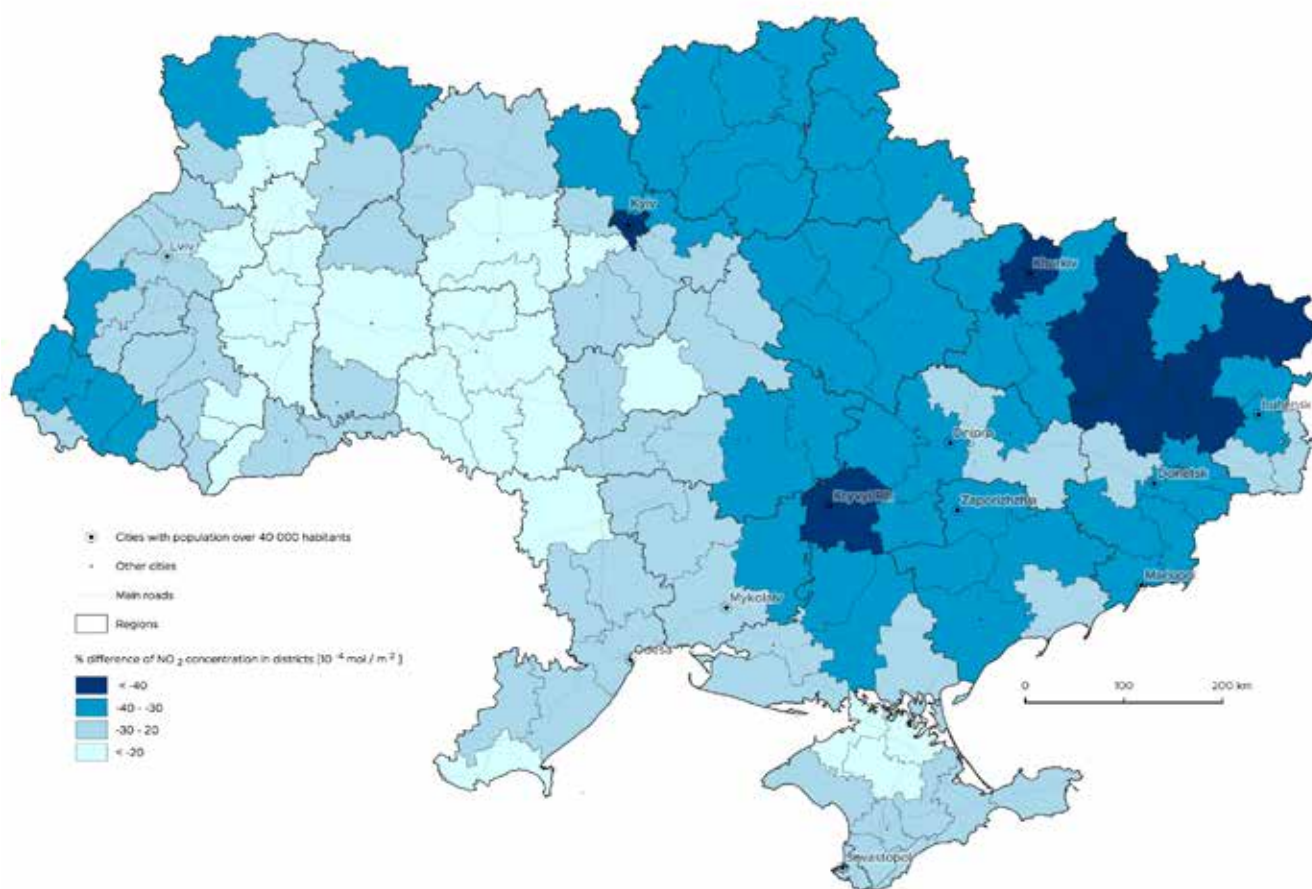 Kyiv
Lviv
Kharkiv
Luhansk
Dnipro
Donetsk
Kryvyi Rih
Zaporizhzhia
Mariupol
Mykolaiv
Odesa
Sevastopol
Cities with population over 40 000 habitants
Other cities
Main roads
Regions
% difference of NO 2 concentration in districts [10 -4 mol / m 2 ]
< -40
-40 - -30
-30 - 20
< -20
0 100 200 km